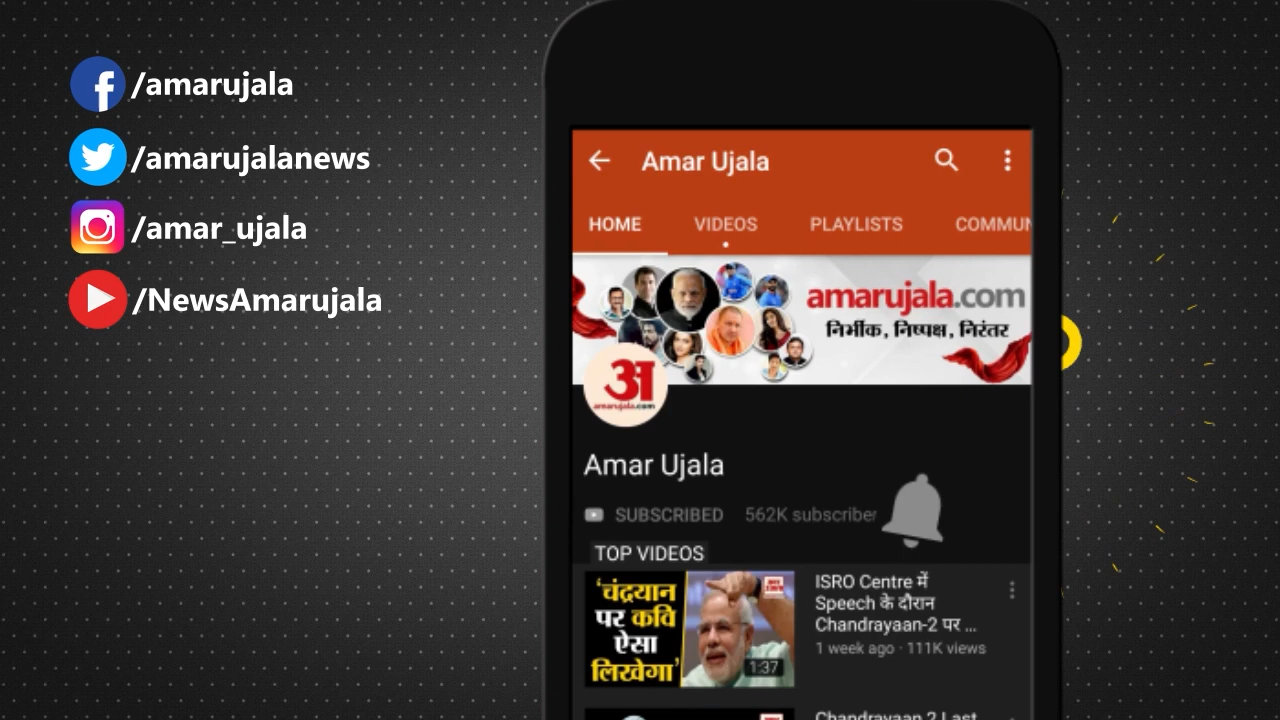 /amarujala
/amarujalanews
/amar_ujala
/NewsAmarujala
Amar Ujala
HOME VIDEOS PLAYLISTS COMMUN
amarujala.com
निर्भीक, निष्पक्ष, निरंतर
अ
amarujala.com
Amar Ujala
SUBSCRIBED 562K subscriber
TOP VIDEOS
‘चंद्रयान
पर कवि
ऐसा
लिखेगा’
1:37
ISRO Centre में
Speech के दौरान
Chandrayaan-2 पर ...
1 week ago · 111K views
Chandrayaan 2 Last